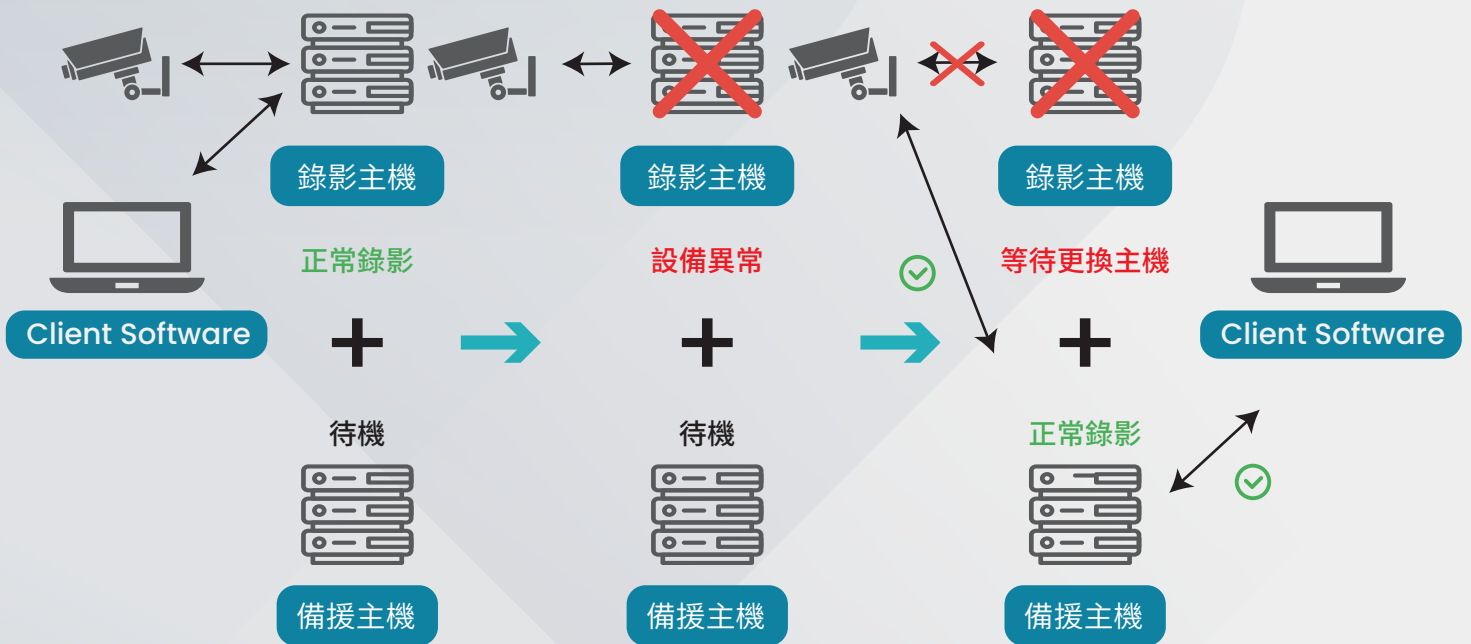 錄影主機
錄影主機
錄影主機
正常錄影
設備異常
等待更換主機
Client Software
Client Software
待機
待機
正常錄影
備援主機
備援主機
備援主機